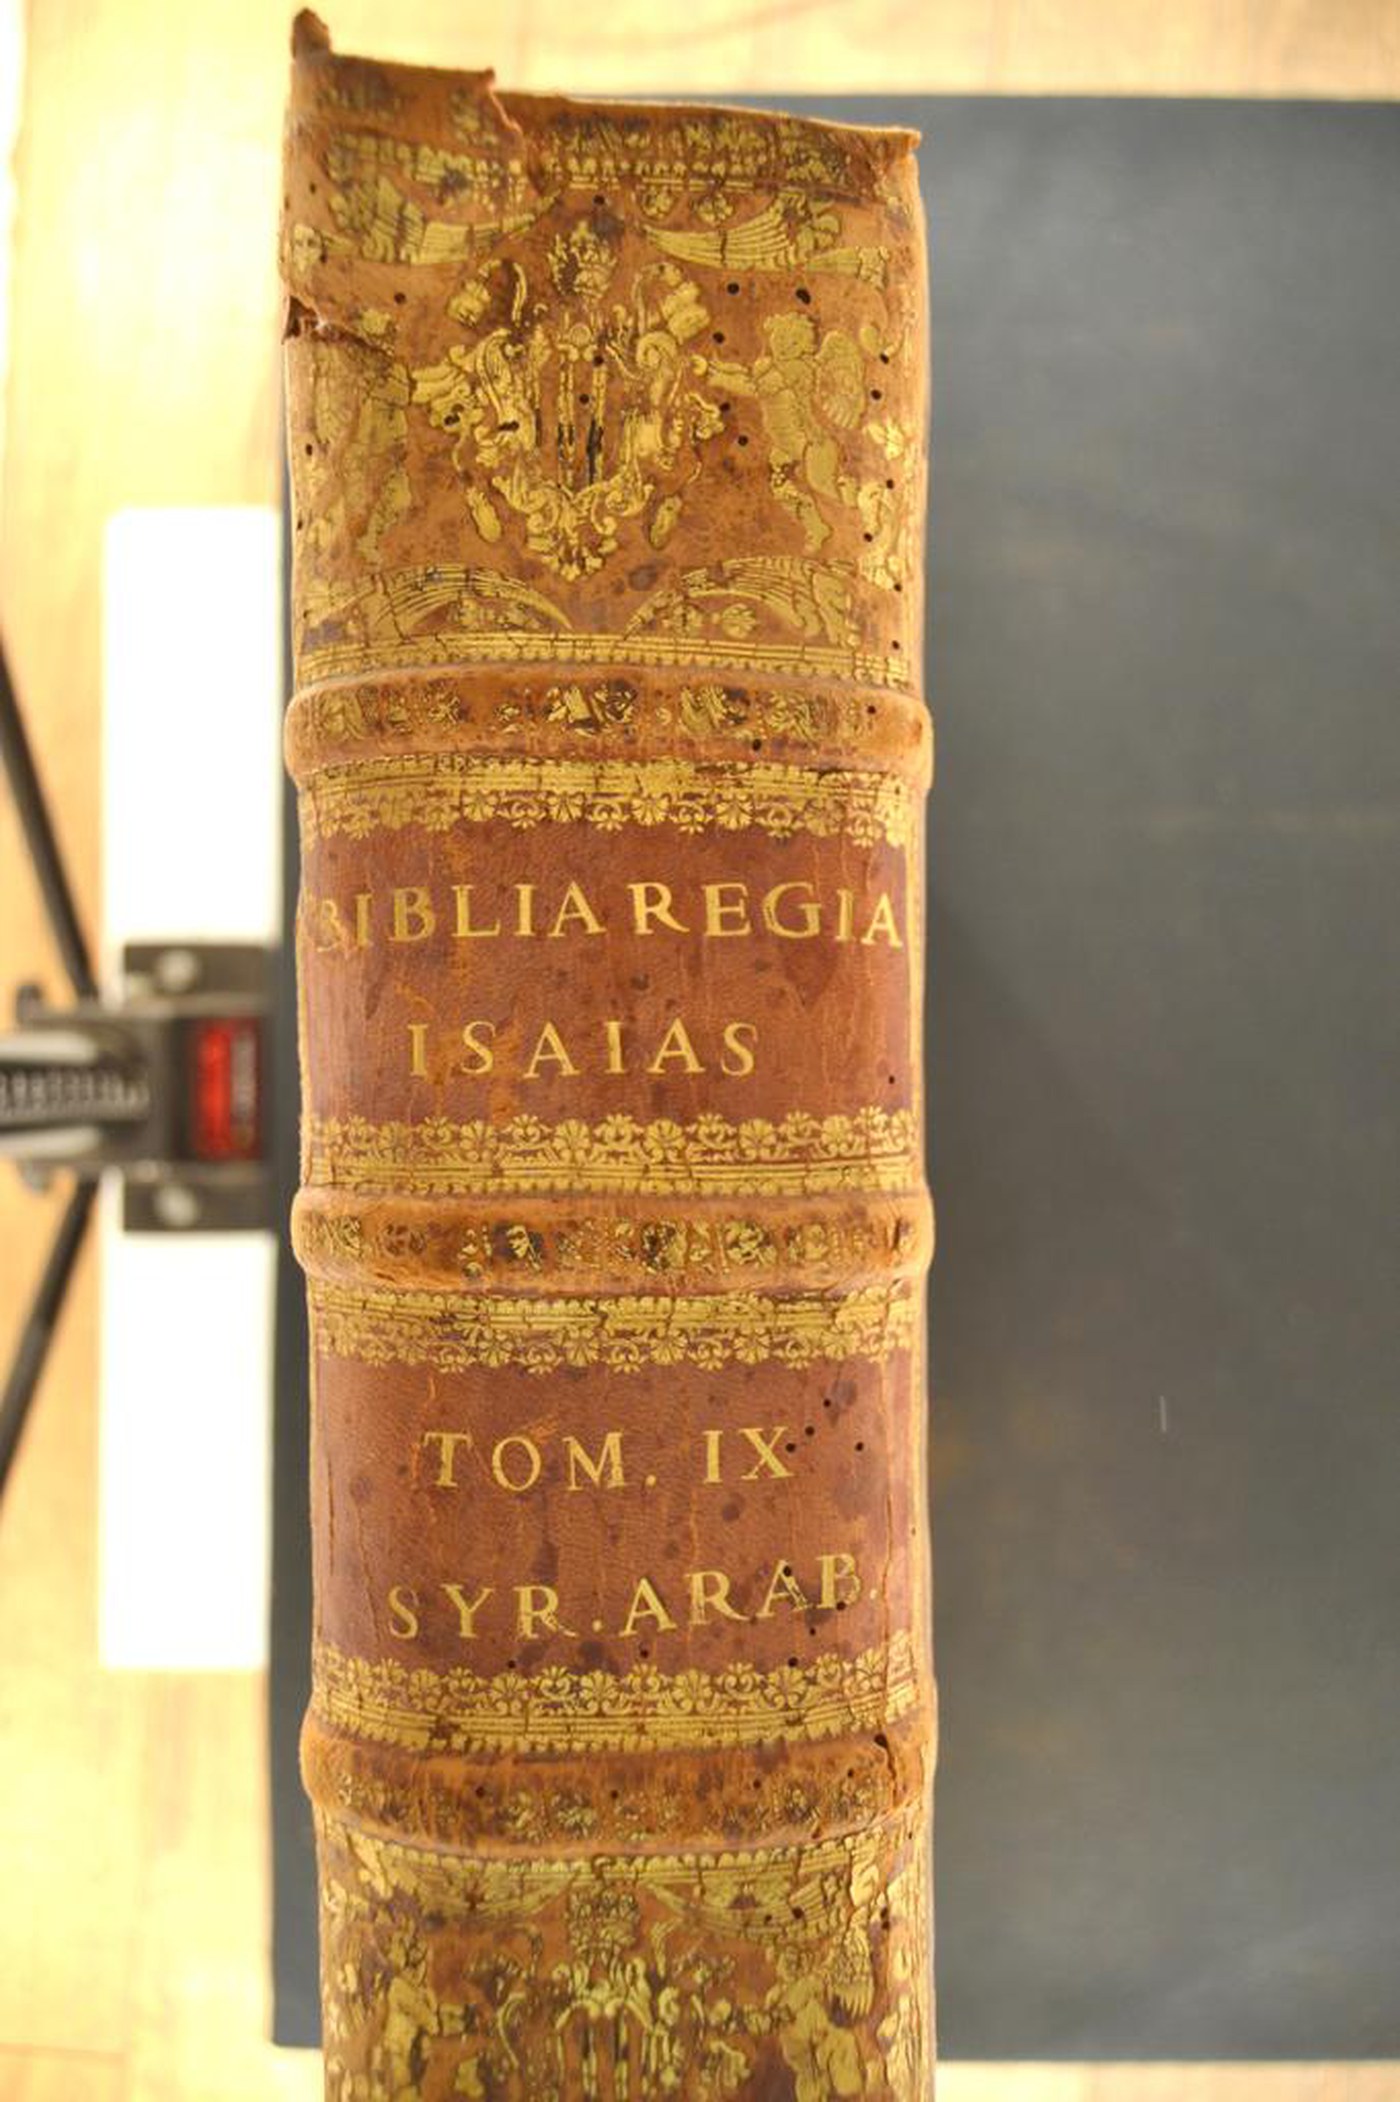 BIBLIA REGIA
ISAIAS
TOM. IX
SYR. ARAB.